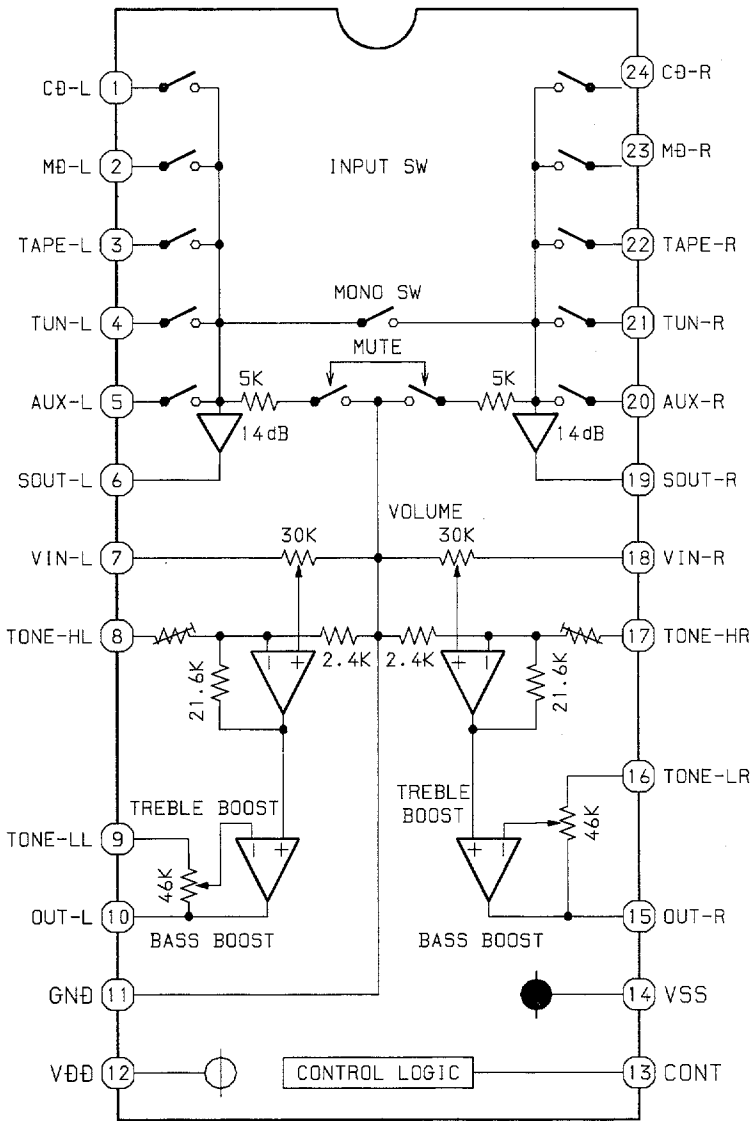 CD-L 1
24 CD-R
MD-L 2
INPUT SW
23 MD-R
TAPE-L 3
22 TAPE-R
MONO SW
TUN-L 4
21 TUN-R
MUTE
5K
5K
AUX-L 5
20 AUX-R
14dB
14dB
SOUT-L 6
19 SOUT-R
VOLUME
30K
30K
VIN-L 7
18 VIN-R
TONE-HL 8
17 TONE-HR
- +
+ -
2.4K
2.4K
21.6K
21.6K
16 TONE-LR
TREBLE BOOST
TREBLE
BOOST
TONE-LL 9
- +
+ -
46K
46K
OUT-L 10
15 OUT-R
BASS BOOST
BASS BOOST
GND 11
14 VSS
VDD 12
CONTROL LOGIC
13 CONT